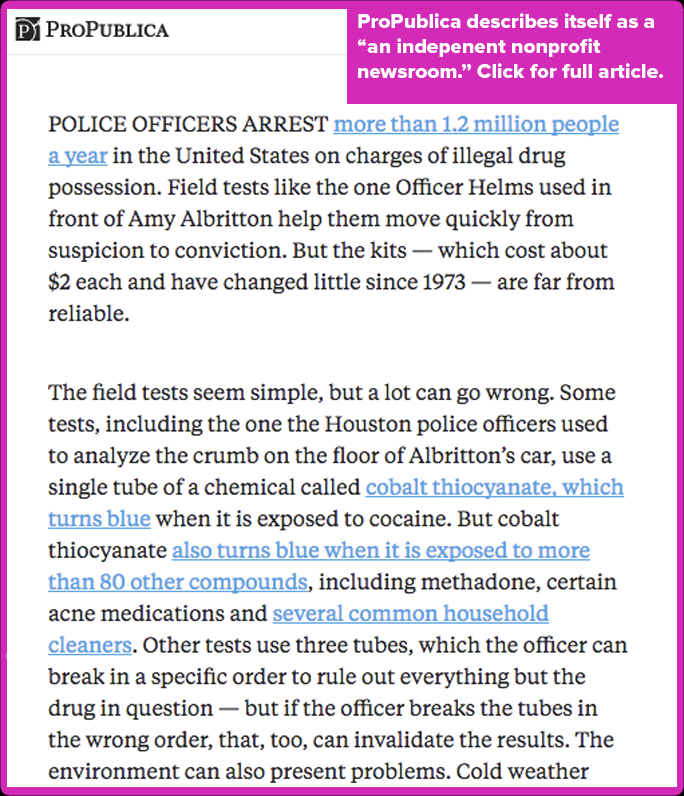 ProPublica
ProPublica describes itself as a
“an indepenent nonprofit
newsroom.” Click for full article.
POLICE OFFICERS ARREST more than 1.2 million people
a year in the United States on charges of illegal drug
possession. Field tests like the one Officer Helms used in
front of Amy Albritton help them move quickly from
suspicion to conviction. But the kits — which cost about
$2 each and have changed little since 1973 — are far from
reliable.
The field tests seem simple, but a lot can go wrong. Some
tests, including the one the Houston police officers used
to analyze the crumb on the floor of Albritton’s car, use a
single tube of a chemical called cobalt thiocyanate, which
turns blue when it is exposed to cocaine. But cobalt
thiocyanate also turns blue when it is exposed to more
than 80 other compounds, including methadone, certain
acne medications and several common household
cleaners. Other tests use three tubes, which the officer can
break in a specific order to rule out everything but the
drug in question — but if the officer breaks the tubes in
the wrong order, that, too, can invalidate the results. The
environment can also present problems. Cold weather